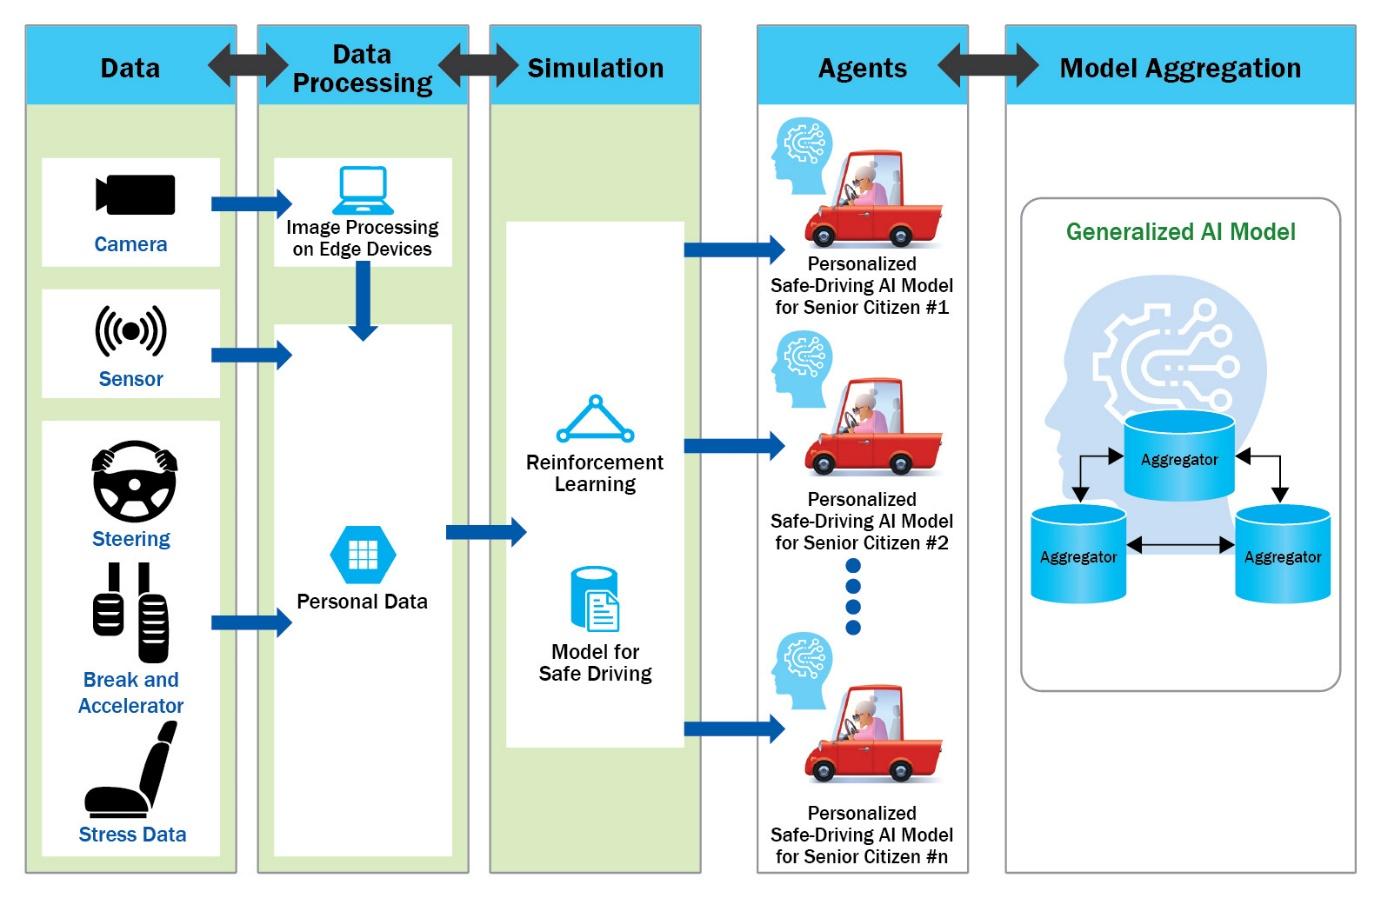 Data
Data
Processing
Simulation
Agents
Model Aggregation
Camera
Sensor
Steering
Break and
Accelerator
Stress Data
Image Processing
on Edge Devices
Personal Data
Reinforcement
Learning
Model for
Safe Driving
Personalized
Safe-Driving AI Model
for Senior Citizen #1
Personalized
Safe-Driving AI Model
for Senior Citizen #2
Personalized
Safe-Driving AI Model
for Senior Citizen #n
Generalized AI Model
Aggregator
Aggregator
Aggregator